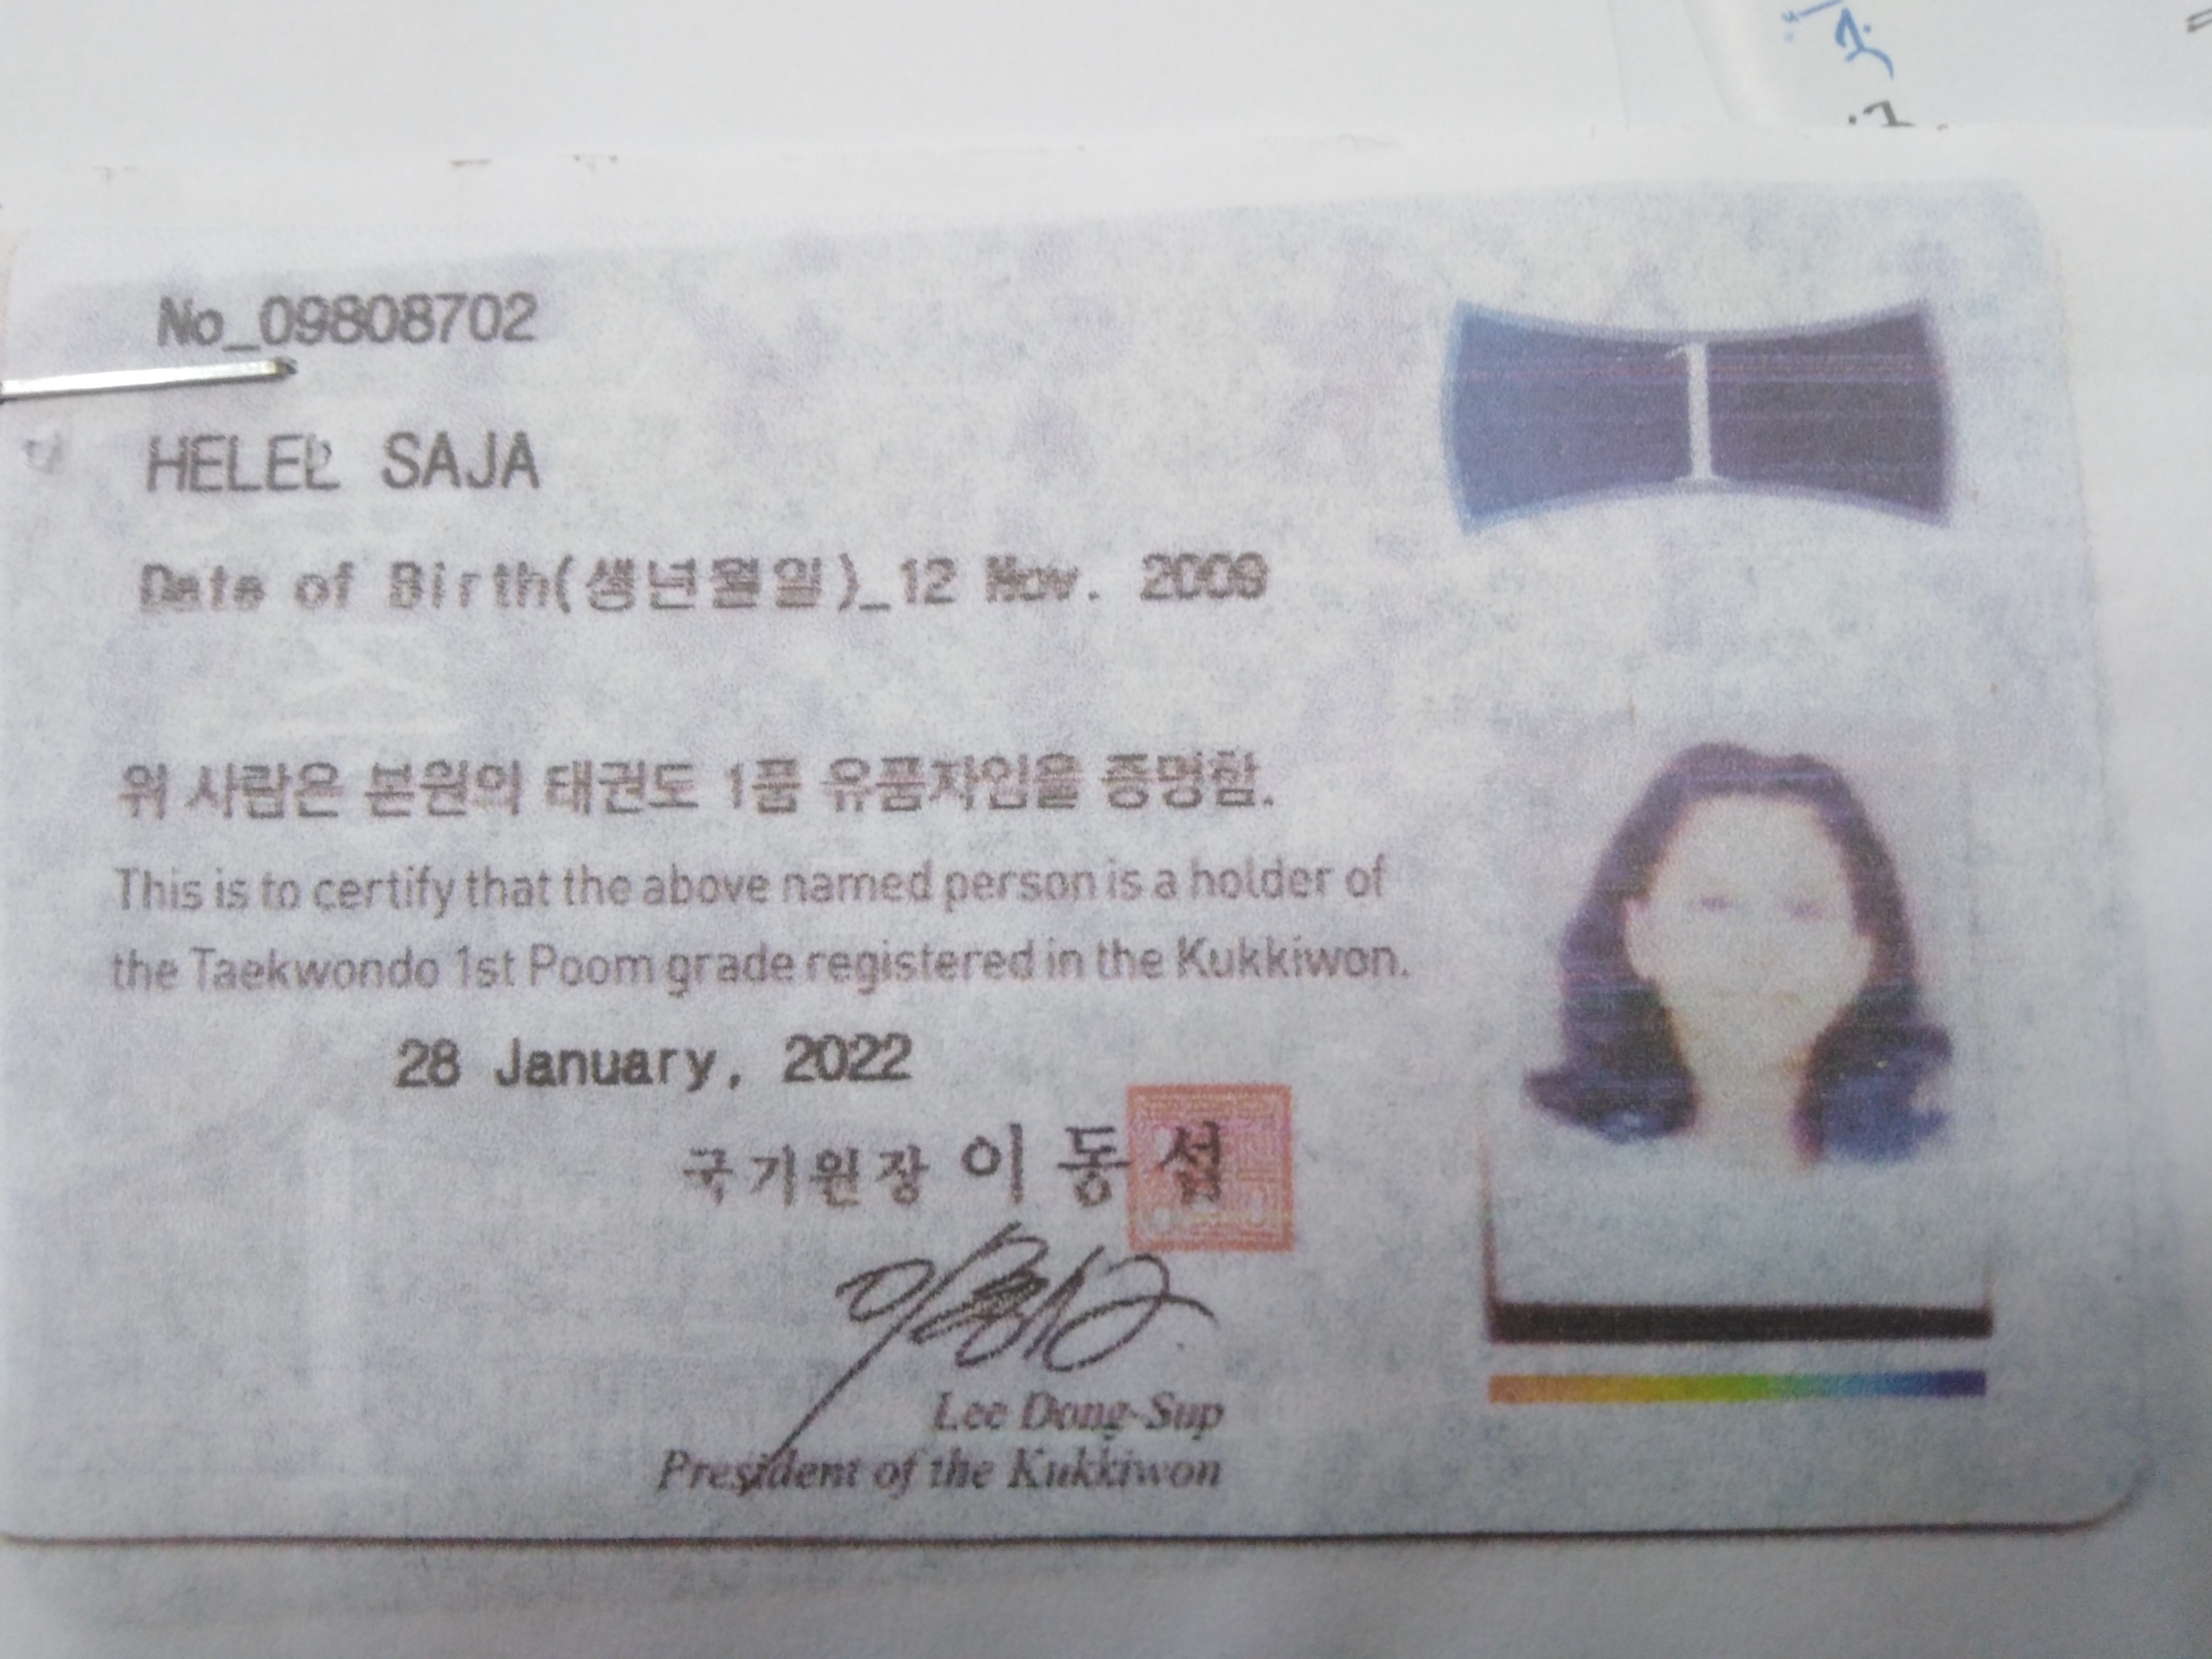 No_09808702
1
HELEL SAJA
Date of Birth(생년월일)_12 Nov. 2009
위 사람은 본원의 태권도 1품 유품자임을 증명함.
This is to certify that the above named person is a holder of
the Taekwondo 1st Poom grade registered in the Kukkiwon.
28 January, 2022
국기원장 이동섭
Lee Dong-Sup
President of the Kukkiwon